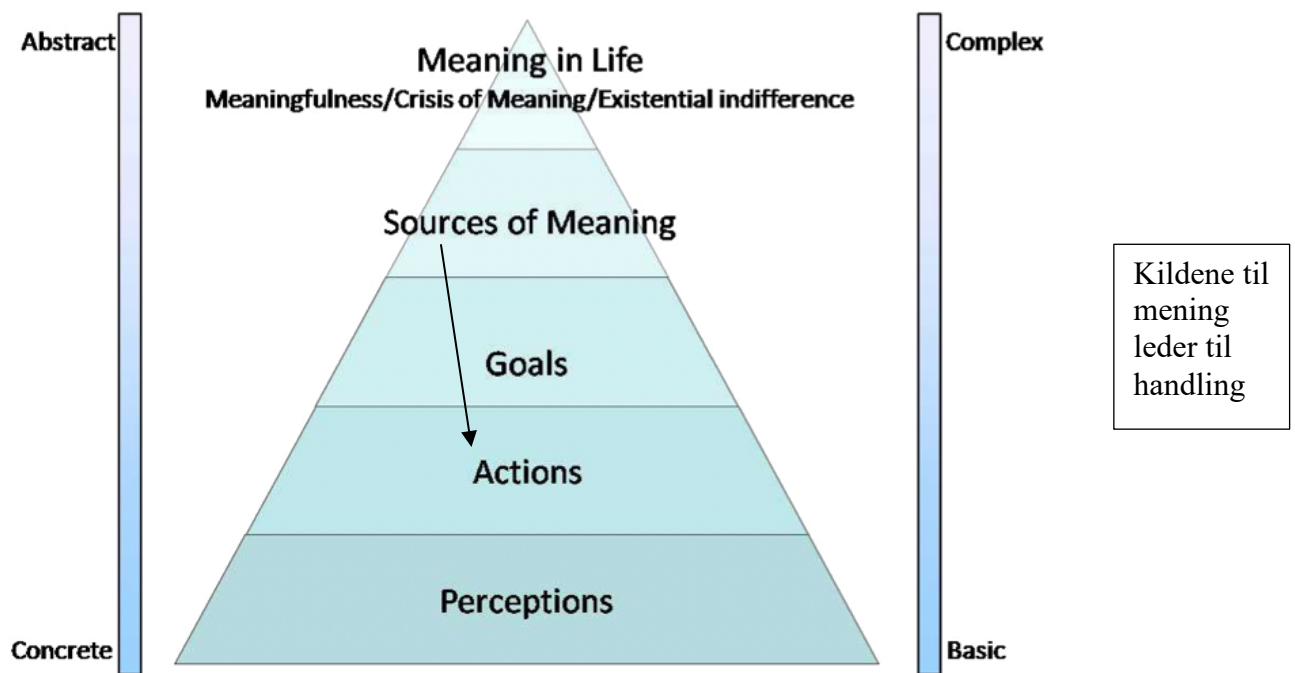 Abstract
Complex
Meaning in Life
Meaningfulness/Crisis of Meaning/Existential indifference
Sources of Meaning
Kildene til
mening
leder til
handling
Goals
Actions
Perceptions
Concrete
Basic